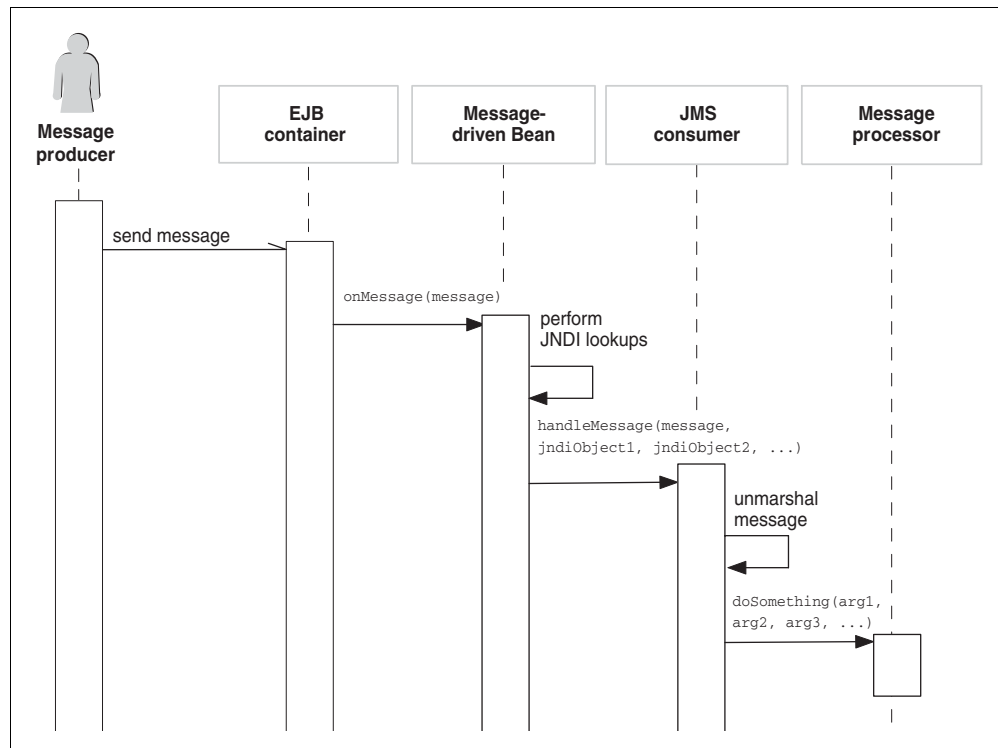 Message
producer
EJB
container
Message-
driven Bean
JMS
consumer
Message
processor
send message
onMessage(message)
perform
JNDI lookups
handleMessage(message,
jndiObject1, jndiObject2, ...)
unmarshal
message
doSomething(arg1,
arg2, arg3, ...)